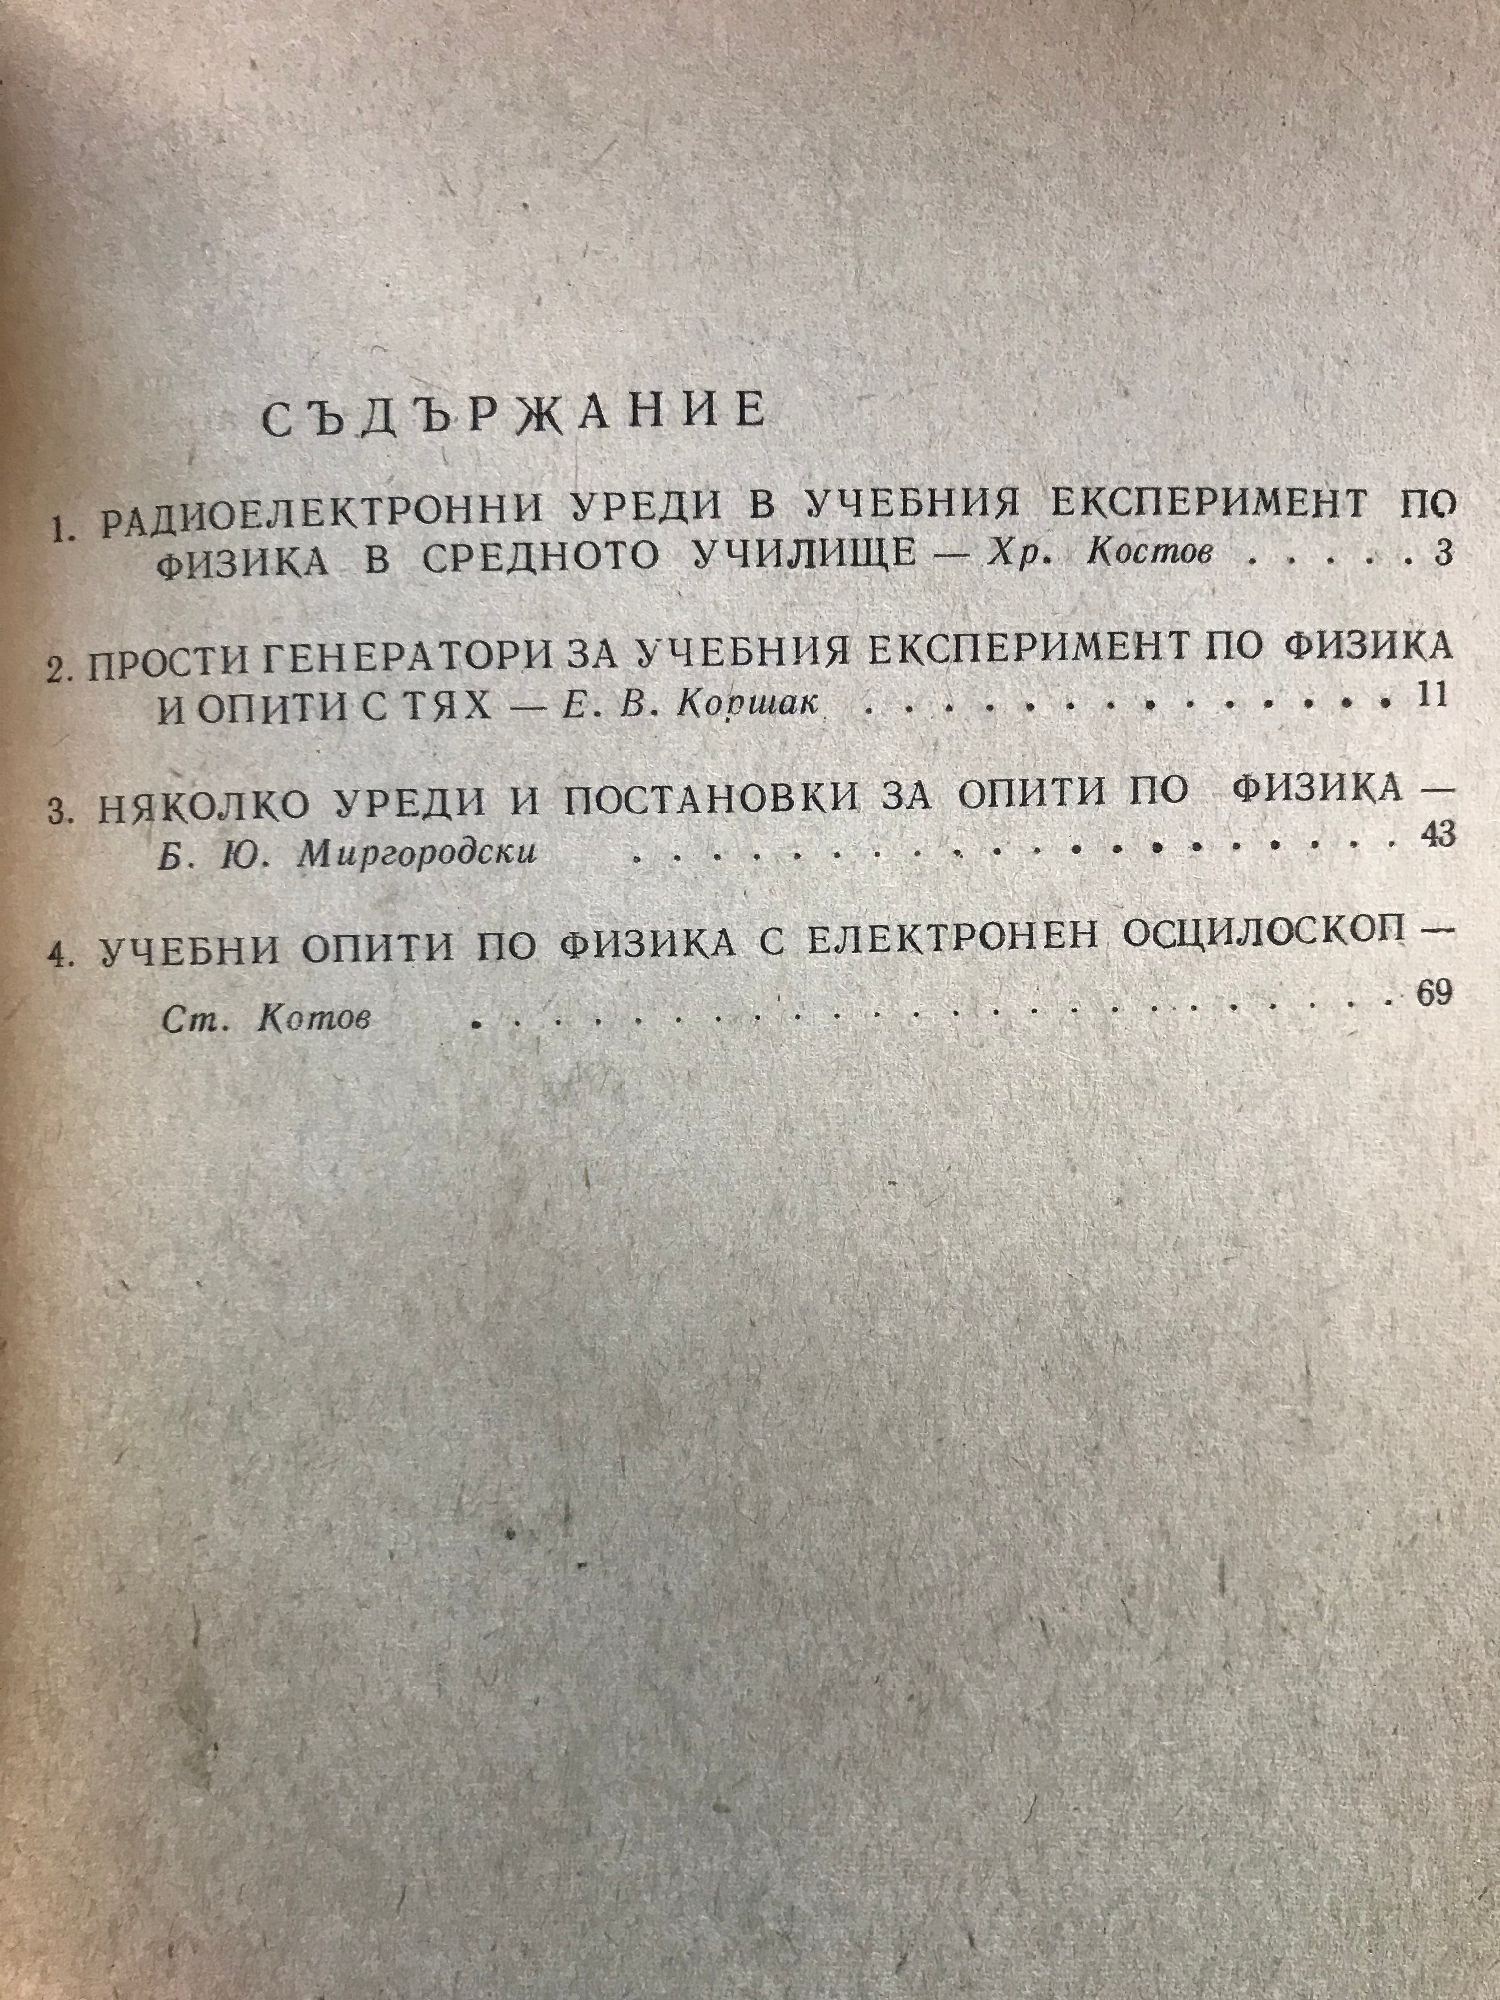 СЪДЪРЖАНИЕ
1. РАДИОЕЛЕКТРОННИ УРЕДИ В УЧЕБНИЯ ЕКСПЕРИМЕНТ ПО
ФИЗИКА В СРЕДНОТО УЧИЛИЩЕ — Хр. Костов . . . . . 3
2. ПРОСТИ ГЕНЕРАТОРИ ЗА УЧЕБНИЯ ЕКСПЕРИМЕНТ ПО ФИЗИКА
И ОПИТИ С ТЯХ — Е. В. Коршак . . . . . . . . . . . . . . 11
3. НЯКОЛКО УРЕДИ И ПОСТАНОВКИ ЗА ОПИТИ ПО ФИЗИКА —
Б. Ю. Миргородски . . . . . . . . . . . . . . . . . . . . 43
4. УЧЕБНИ ОПИТИ ПО ФИЗИКА С ЕЛЕКТРОНЕН ОСЦИЛОСКОП —
Ст. Котов . . . . . . . . . . . . . . . . . . . . . . . . 69